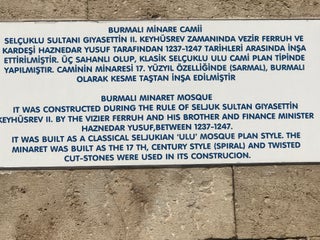 BURMALI MİNARE CAMİİ
SELÇUKLU SULTANI GIYASETTİN II. KEYHÜSREV ZAMANINDA VEZİR FERRUH VE
KARDEŞİ HAZNEDAR YUSUF TARAFINDAN 1237-1247 TARİHLERİ ARASINDA İNŞA
ETTİRİLMİŞTİR. ÜÇ SAHANLI OLUP, KLASİK SELÇUKLU ULU CAMİ PLAN TİPİNDE
YAPILMIŞTIR. CAMİNİN MİNARESİ 17. YÜZYIL ÖZELLİĞİNDE (SARMAL), BURMALI
OLARAK KESME TAŞTAN İNŞA EDİLMİŞTİR
BURMALI MINARET MOSQUE
IT WAS CONSTRUCTED DURING THE RULE OF SELJUK SULTAN GIYASETTIN
KEYHÜSREV II. BY THE VIZIER FERRUH AND HIS BROTHER AND FINANCE MINISTER
HAZNEDAR YUSUF,BETWEEN 1237-1247.
IT WAS BUILT AS A CLASSICAL SELJUKIAN 'ULU' MOSQUE PLAN STYLE. THE
MINARET WAS BUILT AS THE 17 TH, CENTURY STYLE (SPIRAL) AND TWISTED
CUT-STONES WERE USED IN ITS CONSTRUCION.